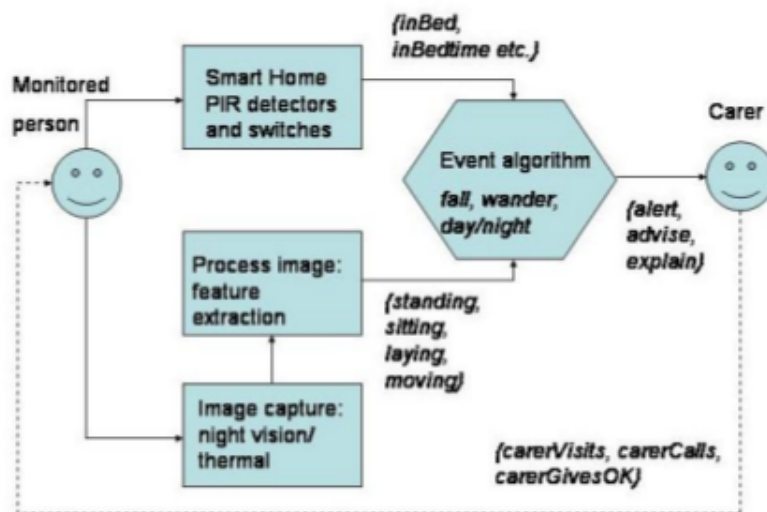 {inBed,
inBedtime etc.}
Monitored
person
Smart Home
PIR detectors
and switches
Carer
Event algorithm
fall, wander,
day/night
{alert,
advise,
explain}
Process image:
feature
extraction
{standing,
sitting,
laying,
moving}
Image capture:
night vision/
thermal
{carerVisits, carerCalls,
carerGivesOK}